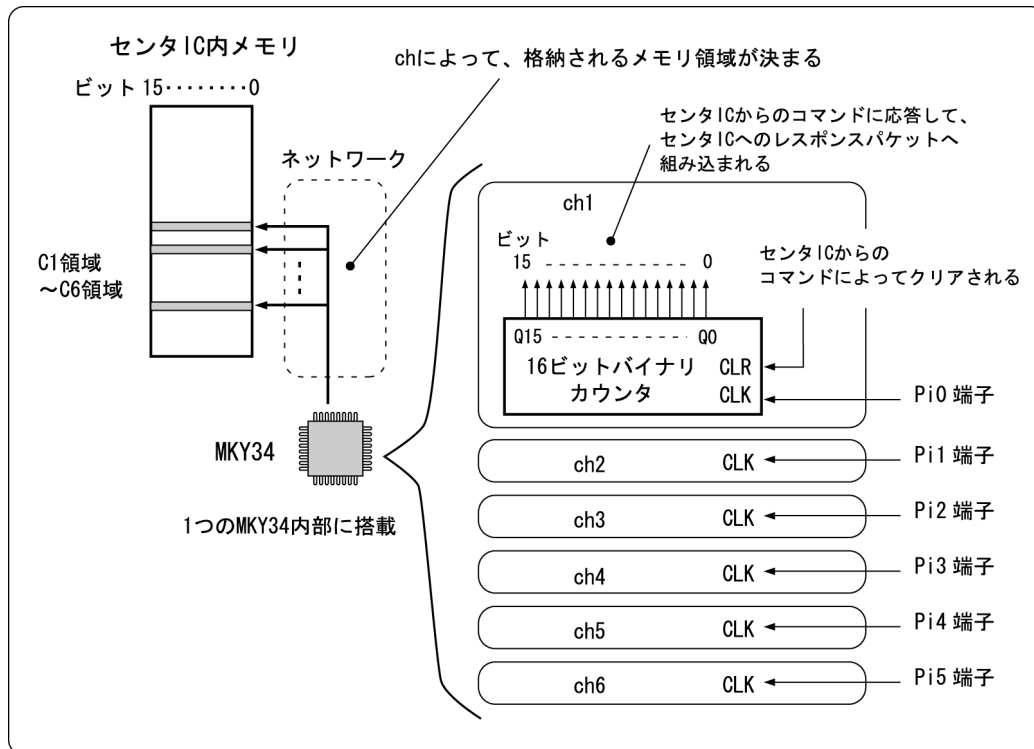 センタIC内メモリ
ビット 15・・・・・・・・0
chによって、格納されるメモリ領域が決まる
センタICからのコマンドに応答して、
センタICへのレスポンスパケットへ
組み込まれる
ネットワーク
C1領域
～C6領域
MKY34
1つのMKY34内部に搭載
ch1
ビット
15 0
センタICからの
コマンドによってクリアされる
Q15 Q0
16ビットバイナリ
カウンタ
CLR
CLK
Pi0 端子
ch2 CLK Pi1 端子
ch3 CLK Pi2 端子
ch4 CLK Pi3 端子
ch5 CLK Pi4 端子
ch6 CLK Pi5 端子